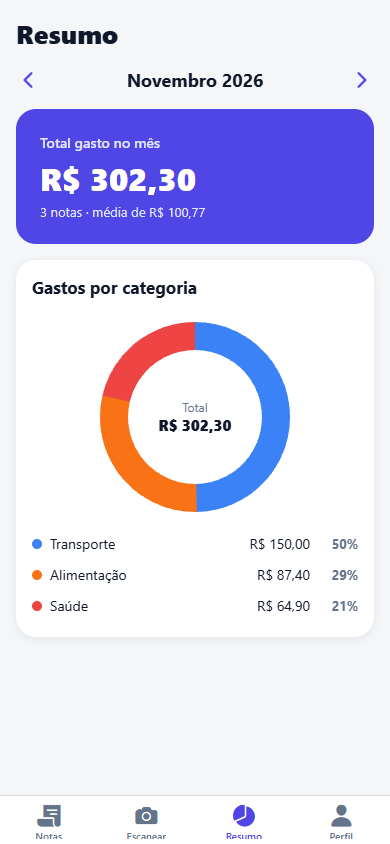 Resumo
Novembro 2026
Total gasto no mês
R$ 302,30
3 notas · média de R$ 100,77
Gastos por categoria
Total
R$ 302,30
Transporte R$ 150,00 50%
Alimentação R$ 87,40 29%
Saúde R$ 64,90 21%
Notas Escanear Resumo Perfil